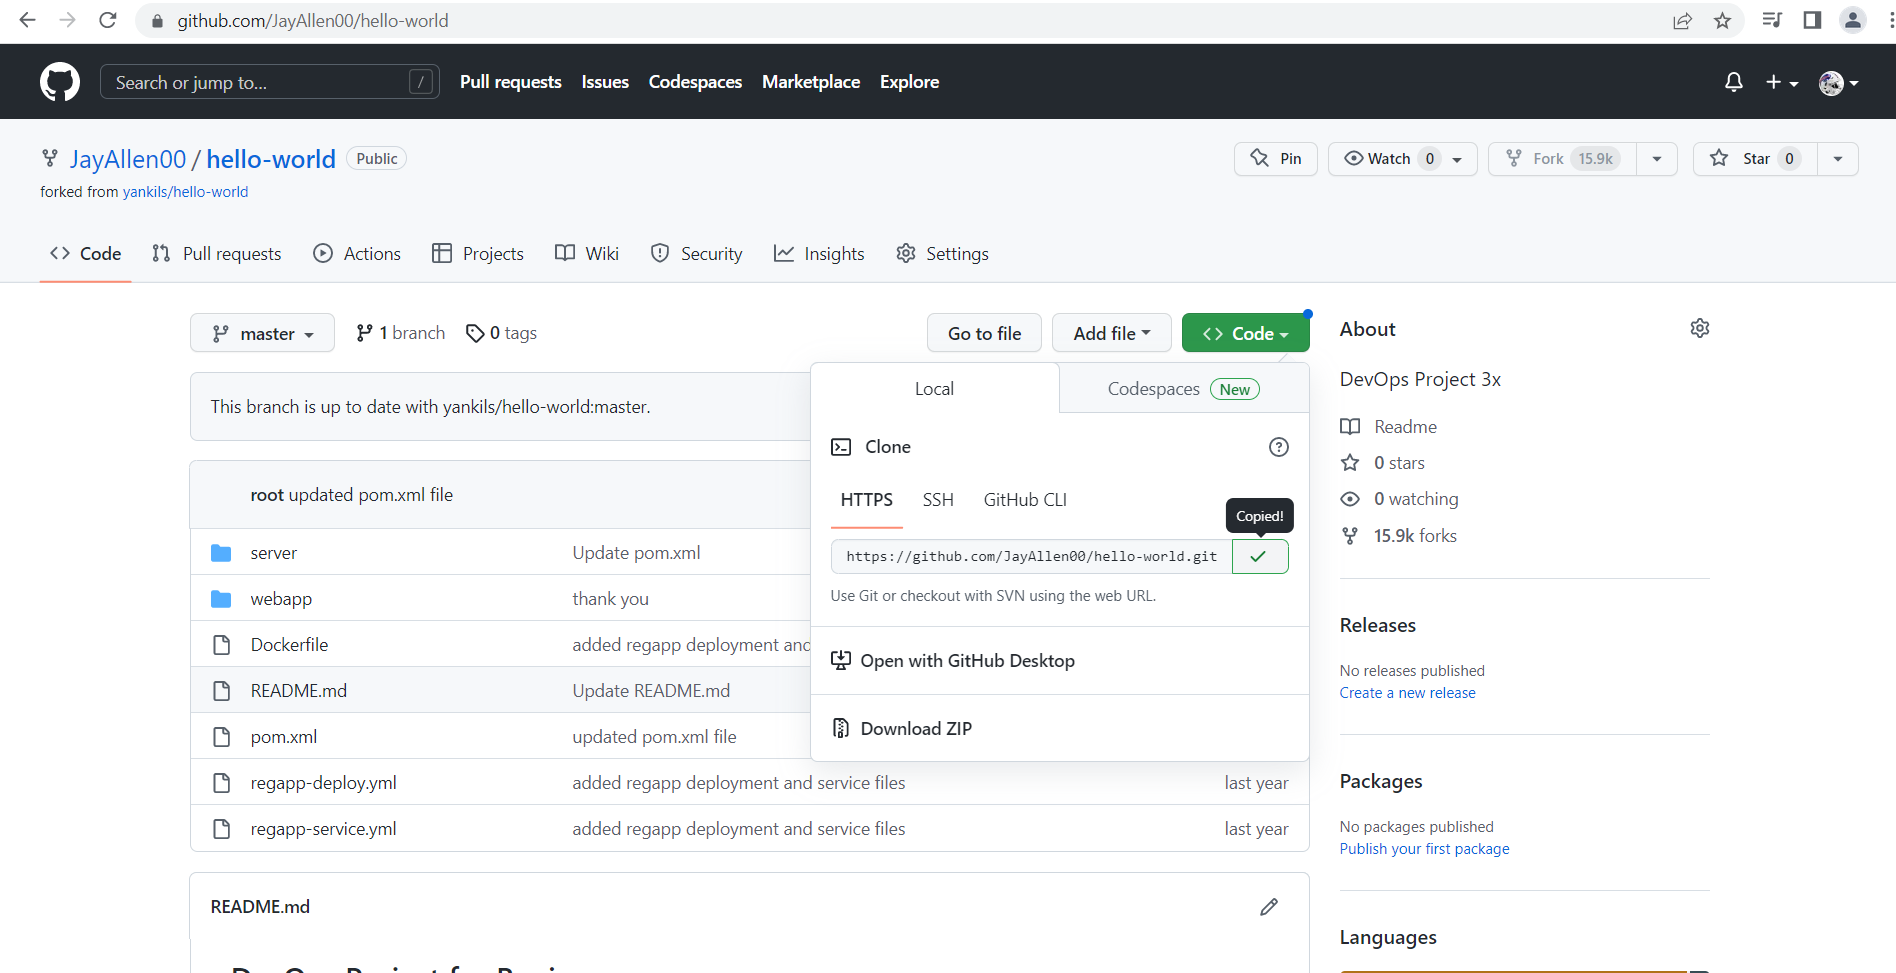 github.com/JayAllen00/hello-world
Search or jump to... /
Pull requests Issues Codespaces Marketplace Explore
JayAllen00 / hello-world Public
forked from yankils/hello-world
Pin Watch 0 Fork 15.9k Star 0
Code Pull requests Actions Projects Wiki Security Insights Settings
master 1 branch 0 tags Go to file Add file Code
This branch is up to date with yankils/hello-world:master.
root updated pom.xml file
server Update pom.xml
webapp thank you
Dockerfile added regapp deployment and
README.md Update README.md
pom.xml updated pom.xml file
regapp-deploy.yml added regapp deployment and service files last year
regapp-service.yml added regapp deployment and service files last year
Local Codespaces New
Clone
HTTPS SSH GitHub CLI
Copied!
https://github.com/JayAllen00/hello-world.git
Use Git or checkout with SVN using the web URL.
Open with GitHub Desktop
Download ZIP
README.md
About
DevOps Project 3x
Readme
0 stars
0 watching
15.9k forks
Releases
No releases published
Create a new release
Packages
No packages published
Publish your first package
Languages